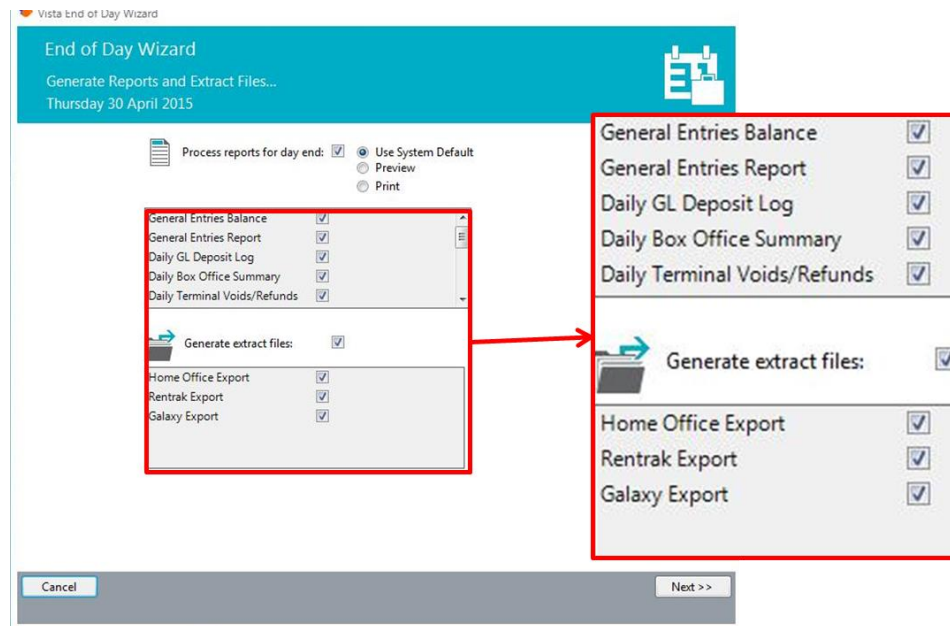 Vista End of Day Wizard
End of Day Wizard
Generate Reports and Extract Files...
Thursday 30 April 2015
Process reports for day end:
Use System Default
Preview
Print
General Entries Balance
General Entries Report
Daily GL Deposit Log
Daily Box Office Summary
Daily Terminal Voids/Refunds
Generate extract files:
Home Office Export
Rentrak Export
Galaxy Export
General Entries Balance
General Entries Report
Daily GL Deposit Log
Daily Box Office Summary
Daily Terminal Voids/Refunds
Generate extract files:
Home Office Export
Rentrak Export
Galaxy Export
Cancel
Next >>